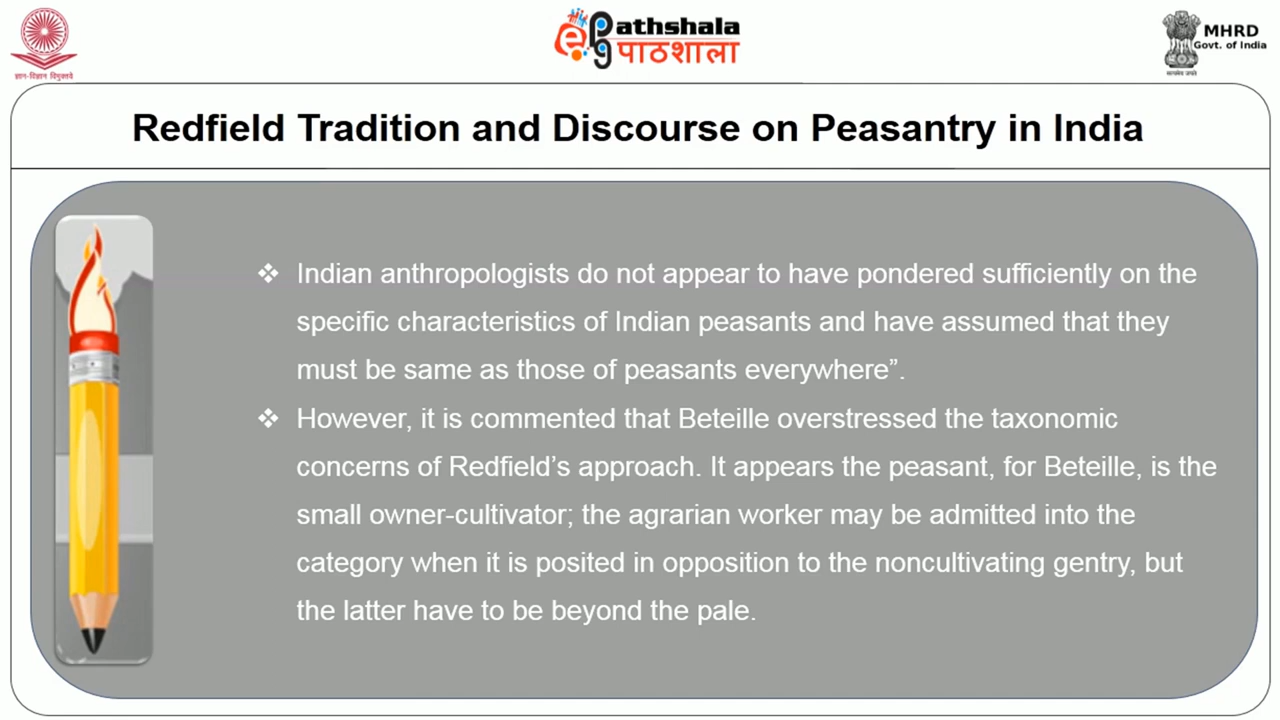 ज्ञान-विज्ञान विमुक्तये
ePg Pathshala
पाठशाला
MHRD
Govt. of India
सत्यमेव जयते
Redfield Tradition and Discourse on Peasantry in India
❖ Indian anthropologists do not appear to have pondered sufficiently on the
specific characteristics of Indian peasants and have assumed that they
must be same as those of peasants everywhere”.
❖ However, it is commented that Beteille overstressed the taxonomic
concerns of Redfield’s approach. It appears the peasant, for Beteille, is the
small owner-cultivator; the agrarian worker may be admitted into the
category when it is posited in opposition to the noncultivating gentry, but
the latter have to be beyond the pale.